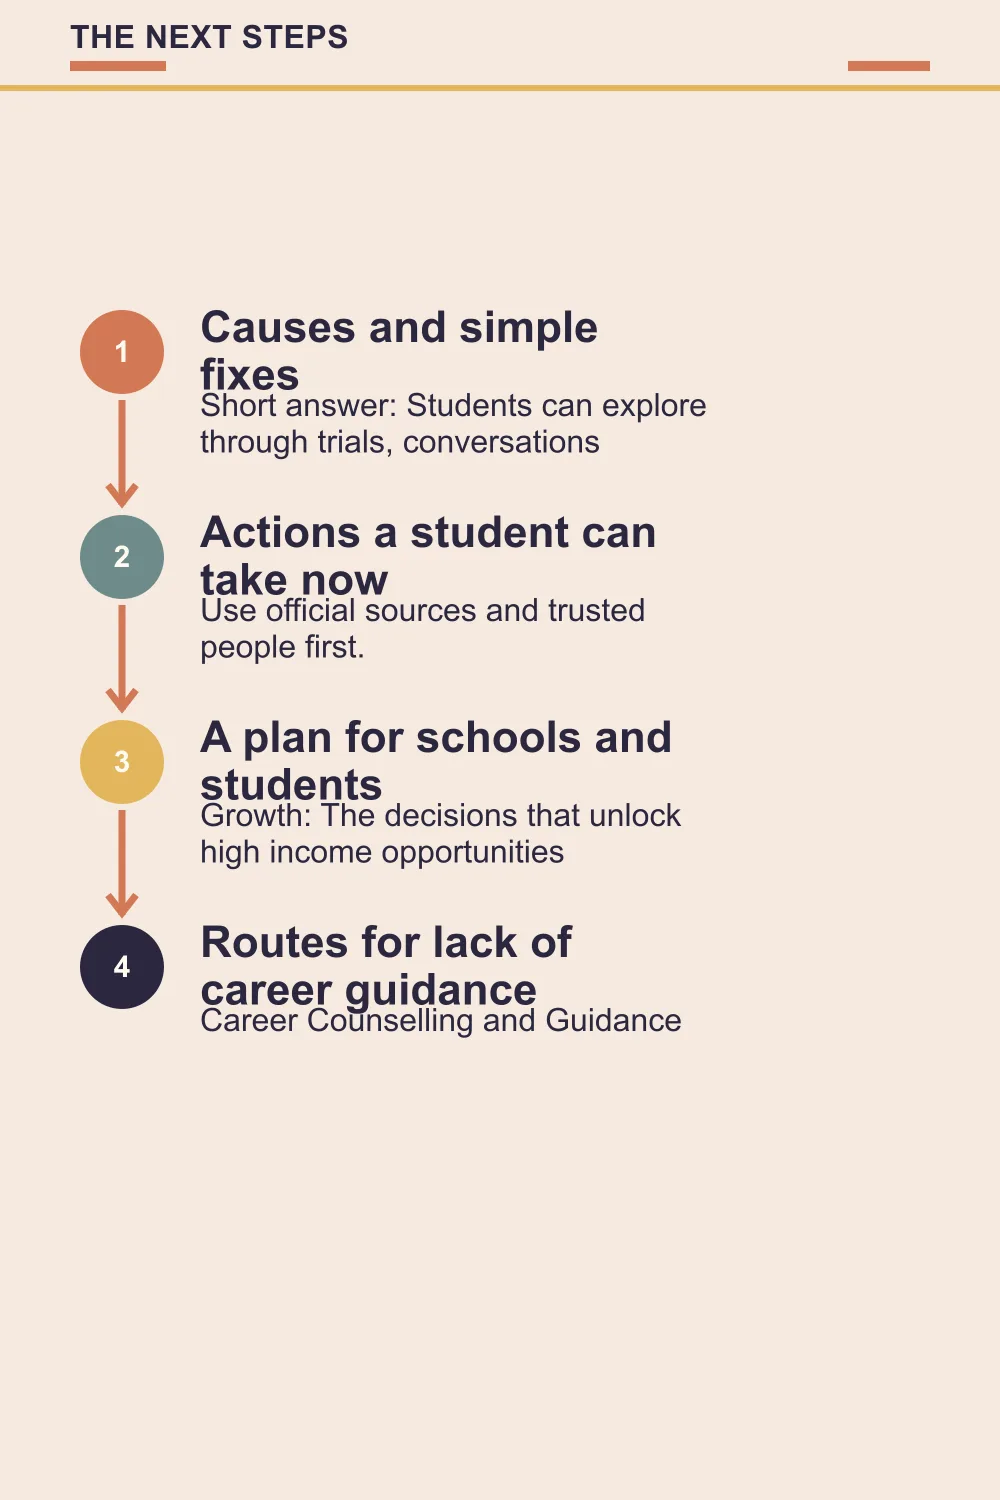 THE NEXT STEPS
1
Causes and simple
fixes
Short answer: Students can explore
through trials, conversations
2
Actions a student can
take now
Use official sources and trusted
people first.
3
A plan for schools and
students
Growth: The decisions that unlock
high income opportunities
4
Routes for lack of
career guidance
Career Counselling and Guidance